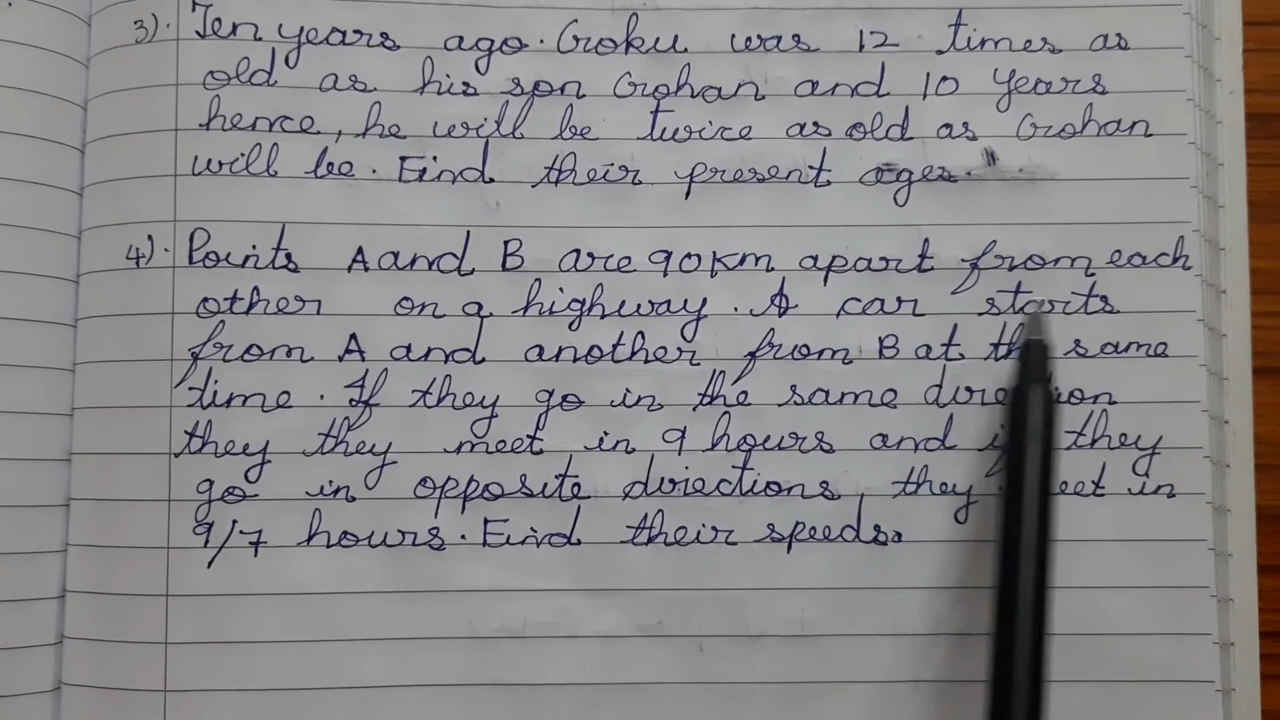 3). Ten years ago. Goku was 12 times as
old as his son Gohan and 10 years
hence, he will be twice as old as Gohan
will be. Find their present ages.
4). Points A and B are 90km apart from each
other on a highway. A car starts
from A and another from B at the same
time. If they go in the same direction
they they meet in 9 hours and if they
go in opposite directions, they meet in
9/7 hours. Find their speeds.